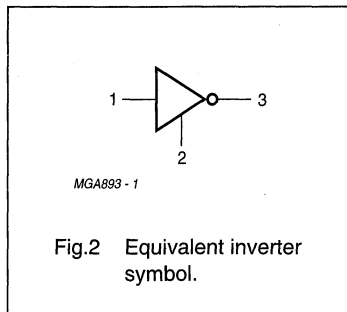 1
3
2
MGA893 - 1
Fig.2 Equivalent inverter
symbol.